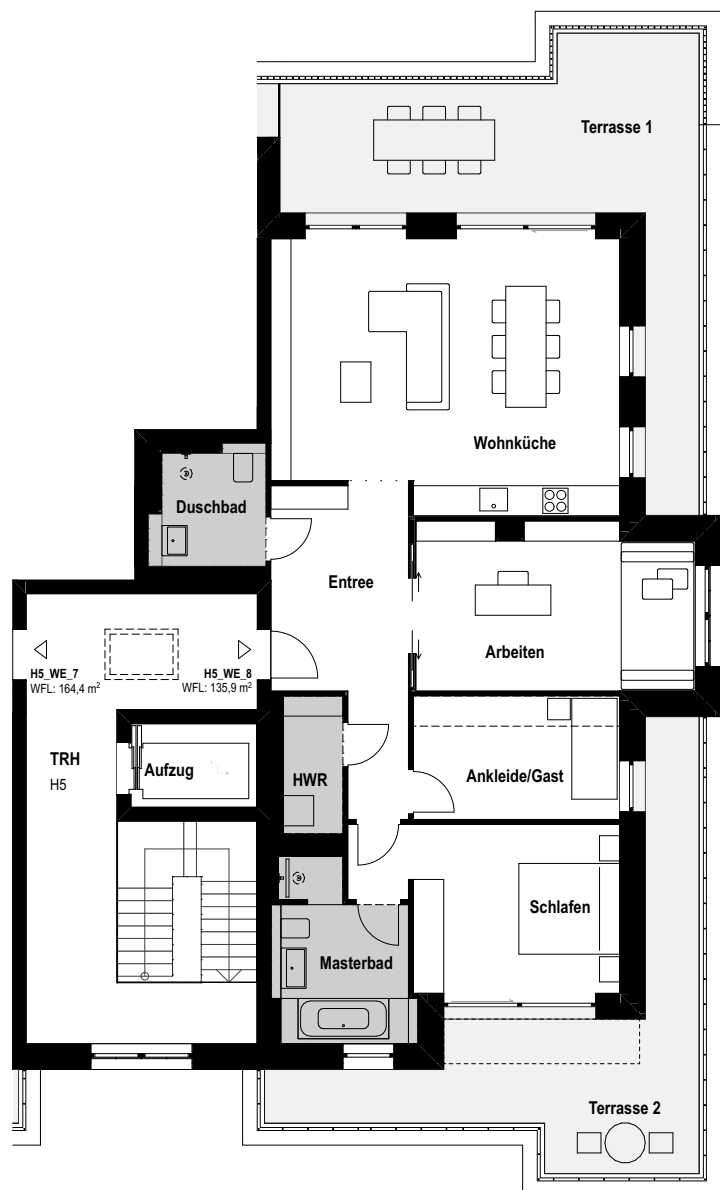 Terrasse 1
Wohnküche
Duschbad
Entree
Arbeiten
H5_WE_7
WFL: 164,4 m²
H5_WE_8
WFL: 135,9 m²
TRH
H5
Aufzug
HWR
Ankleide/Gast
Schlafen
Masterbad
Terrasse 2